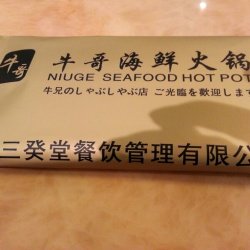 牛哥
牛哥海鲜火锅
NIUGE SEAFOOD HOT POT
牛兄のしゃぶしゃぶ店 ご光臨を歓迎します
三癸堂餐饮管理有限公